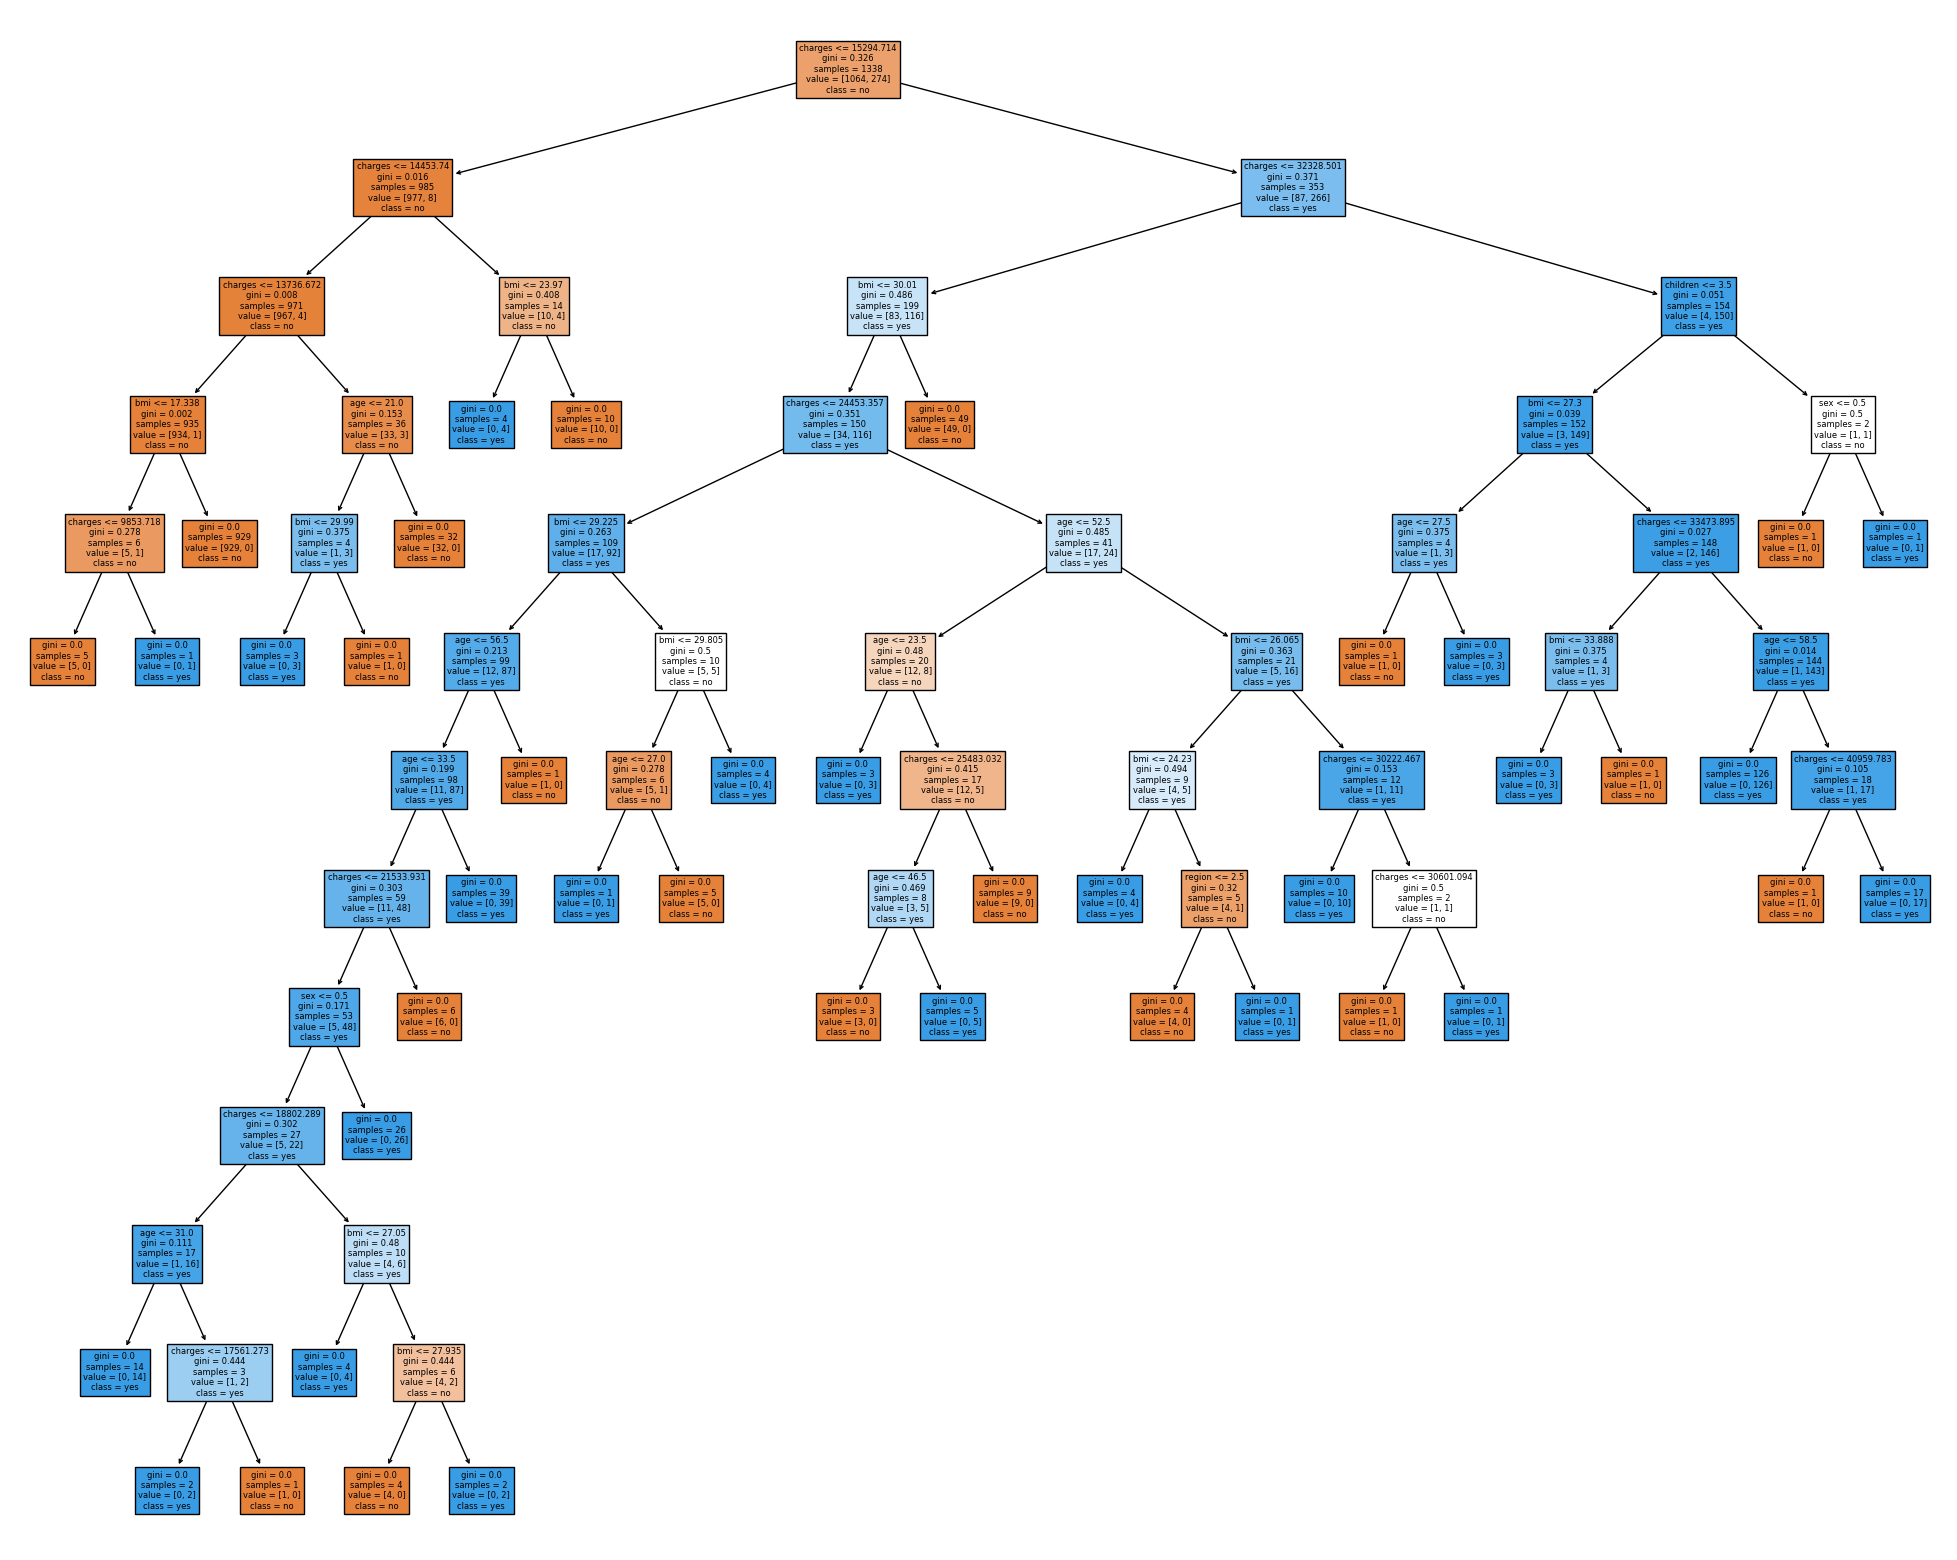 charges <= 15294.714
gini = 0.326
samples = 1338
value = [1064, 274]
class = no
charges <= 14453.74
gini = 0.016
samples = 985
value = [977, 8]
class = no
charges <= 32328.501
gini = 0.371
samples = 353
value = [87, 266]
class = yes
charges <= 13736.672
gini = 0.008
samples = 971
value = [967, 4]
class = no
bmi <= 23.97
gini = 0.408
samples = 14
value = [10, 4]
class = no
bmi <= 30.01
gini = 0.486
samples = 199
value = [83, 116]
class = yes
children <= 3.5
gini = 0.051
samples = 154
value = [4, 150]
class = yes
bmi <= 17.338
gini = 0.002
samples = 935
value = [934, 1]
class = no
age <= 21.0
gini = 0.153
samples = 36
value = [33, 3]
class = no
gini = 0.0
samples = 4
value = [0, 4]
class = yes
gini = 0.0
samples = 10
value = [10, 0]
class = no
charges <= 24453.357
gini = 0.351
samples = 150
value = [34, 116]
class = yes
gini = 0.0
samples = 49
value = [49, 0]
class = no
bmi <= 27.3
gini = 0.039
samples = 152
value = [3, 149]
class = yes
sex <= 0.5
gini = 0.5
samples = 2
value = [1, 1]
class = no
charges <= 9853.718
gini = 0.278
samples = 6
value = [5, 1]
class = no
gini = 0.0
samples = 929
value = [929, 0]
class = no
bmi <= 29.99
gini = 0.375
samples = 4
value = [1, 3]
class = yes
gini = 0.0
samples = 32
value = [32, 0]
class = no
bmi <= 29.225
gini = 0.263
samples = 109
value = [17, 92]
class = yes
age <= 52.5
gini = 0.485
samples = 41
value = [17, 24]
class = yes
age <= 27.5
gini = 0.375
samples = 4
value = [1, 3]
class = yes
charges <= 33473.895
gini = 0.027
samples = 148
value = [2, 146]
class = yes
gini = 0.0
samples = 1
value = [1, 0]
class = no
gini = 0.0
samples = 1
value = [0, 1]
class = yes
gini = 0.0
samples = 5
value = [5, 0]
class = no
gini = 0.0
samples = 1
value = [0, 1]
class = yes
gini = 0.0
samples = 3
value = [0, 3]
class = yes
gini = 0.0
samples = 1
value = [1, 0]
class = no
age <= 56.5
gini = 0.213
samples = 99
value = [12, 87]
class = yes
bmi <= 29.805
gini = 0.5
samples = 10
value = [5, 5]
class = no
age <= 23.5
gini = 0.48
samples = 20
value = [12, 8]
class = no
bmi <= 26.065
gini = 0.363
samples = 21
value = [5, 16]
class = yes
gini = 0.0
samples = 1
value = [1, 0]
class = no
gini = 0.0
samples = 3
value = [0, 3]
class = yes
bmi <= 33.888
gini = 0.375
samples = 4
value = [1, 3]
class = yes
age <= 58.5
gini = 0.014
samples = 144
value = [1, 143]
class = yes
age <= 33.5
gini = 0.199
samples = 98
value = [11, 87]
class = yes
gini = 0.0
samples = 1
value = [1, 0]
class = no
age <= 27.0
gini = 0.278
samples = 6
value = [5, 1]
class = no
gini = 0.0
samples = 4
value = [0, 4]
class = yes
gini = 0.0
samples = 3
value = [0, 3]
class = yes
charges <= 25483.032
gini = 0.415
samples = 17
value = [12, 5]
class = no
bmi <= 24.23
gini = 0.494
samples = 9
value = [4, 5]
class = yes
charges <= 30222.467
gini = 0.153
samples = 12
value = [1, 11]
class = yes
gini = 0.0
samples = 3
value = [0, 3]
class = yes
gini = 0.0
samples = 1
value = [1, 0]
class = no
gini = 0.0
samples = 126
value = [0, 126]
class = yes
charges <= 40959.783
gini = 0.105
samples = 18
value = [1, 17]
class = yes
charges <= 21533.931
gini = 0.303
samples = 59
value = [11, 48]
class = yes
gini = 0.0
samples = 39
value = [0, 39]
class = yes
gini = 0.0
samples = 1
value = [0, 1]
class = yes
gini = 0.0
samples = 5
value = [5, 0]
class = no
age <= 46.5
gini = 0.469
samples = 8
value = [3, 5]
class = yes
gini = 0.0
samples = 9
value = [9, 0]
class = no
gini = 0.0
samples = 4
value = [0, 4]
class = yes
region <= 2.5
gini = 0.32
samples = 5
value = [4, 1]
class = no
gini = 0.0
samples = 10
value = [0, 10]
class = yes
charges <= 30601.094
gini = 0.5
samples = 2
value = [1, 1]
class = no
gini = 0.0
samples = 1
value = [1, 0]
class = no
gini = 0.0
samples = 17
value = [0, 17]
class = yes
sex <= 0.5
gini = 0.171
samples = 53
value = [5, 48]
class = yes
gini = 0.0
samples = 6
value = [6, 0]
class = no
gini = 0.0
samples = 3
value = [3, 0]
class = no
gini = 0.0
samples = 5
value = [0, 5]
class = yes
gini = 0.0
samples = 4
value = [4, 0]
class = no
gini = 0.0
samples = 1
value = [0, 1]
class = yes
gini = 0.0
samples = 1
value = [1, 0]
class = no
gini = 0.0
samples = 1
value = [0, 1]
class = yes
charges <= 18802.289
gini = 0.302
samples = 27
value = [5, 22]
class = yes
gini = 0.0
samples = 26
value = [0, 26]
class = yes
age <= 31.0
gini = 0.111
samples = 17
value = [1, 16]
class = yes
bmi <= 27.05
gini = 0.48
samples = 10
value = [4, 6]
class = yes
gini = 0.0
samples = 14
value = [0, 14]
class = yes
charges <= 17561.273
gini = 0.444
samples = 3
value = [1, 2]
class = yes
gini = 0.0
samples = 4
value = [0, 4]
class = yes
bmi <= 27.935
gini = 0.444
samples = 6
value = [4, 2]
class = no
gini = 0.0
samples = 2
value = [0, 2]
class = yes
gini = 0.0
samples = 1
value = [1, 0]
class = no
gini = 0.0
samples = 4
value = [4, 0]
class = no
gini = 0.0
samples = 2
value = [0, 2]
class = yes